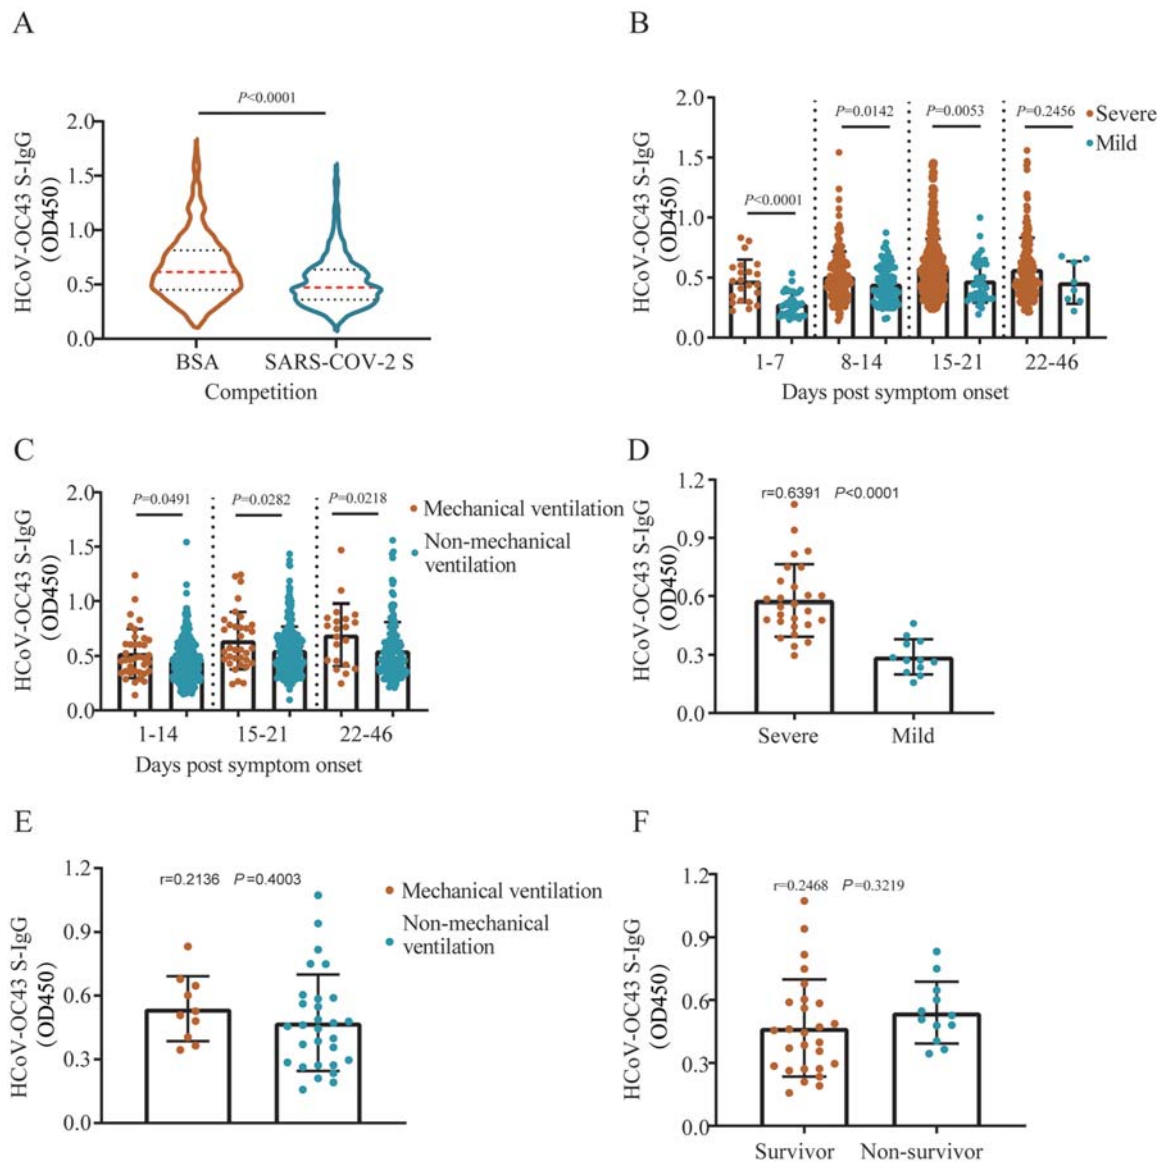 A
P<0.0001
HCoV-OC43 S-IgG
(OD450)
2.0
1.5
1.0
0.5
0.0
BSA
SARS-COV-2 S
Competition
B
HCoV-OC43 S-IgG
(OD450)
2.0
1.5
1.0
0.5
0.0
P<0.0001
P=0.0142
P=0.0053
P=0.2456
Severe
Mild
1-7
8-14
15-21
22-46
Days post symptom onset
C
HCoV-OC43 S-IgG
(OD450)
2.0
1.5
1.0
0.5
0.0
P=0.0491
P=0.0282
P=0.0218
Mechanical ventilation
Non-mechanical
ventilation
1-14
15-21
22-46
Days post symptom onset
D
HCoV-OC43 S-IgG
(OD450)
1.2
0.9
0.6
0.3
0.0
r=0.6391 P<0.0001
Severe
Mild
E
HCoV-OC43 S-IgG
(OD450)
1.2
0.9
0.6
0.3
0.0
r=0.2136 P=0.4003
Mechanical ventilation
Non-mechanical
ventilation
F
HCoV-OC43 S-IgG
(OD450)
1.2
0.9
0.6
0.3
0.0
r=0.2468 P=0.3219
Survivor
Non-survivor